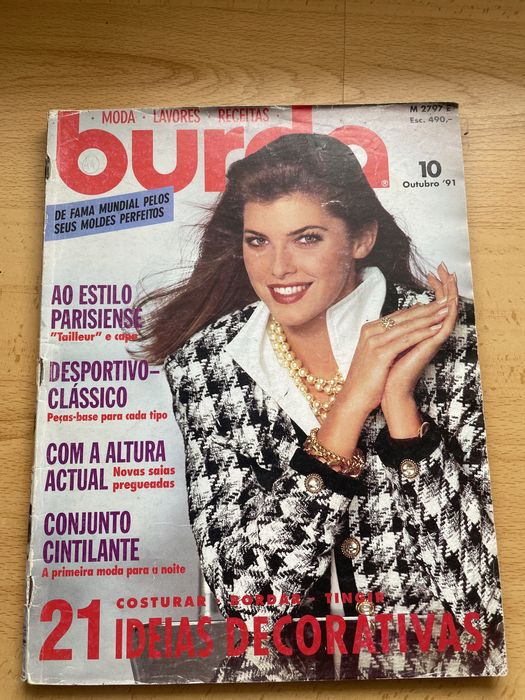 MODA · LAVORES · RECEITAS
burda
®
M 2797 E
Esc. 490,-
10
Outubro '91
DE FAMA MUNDIAL PELOS
SEUS MOLDES PERFEITOS
AO ESTILO
PARISIENSE
"Tailleur" e capa
DESPORTIVO-
CLÁSSICO
Peças-base para cada tipo
COM A ALTURA
ACTUAL Novas saias
pregueadas
CONJUNTO
CINTILANTE
A primeira moda para a noite
COSTURAR - BORDAR - TINGIR
21 IDEIAS DECORATIVAS